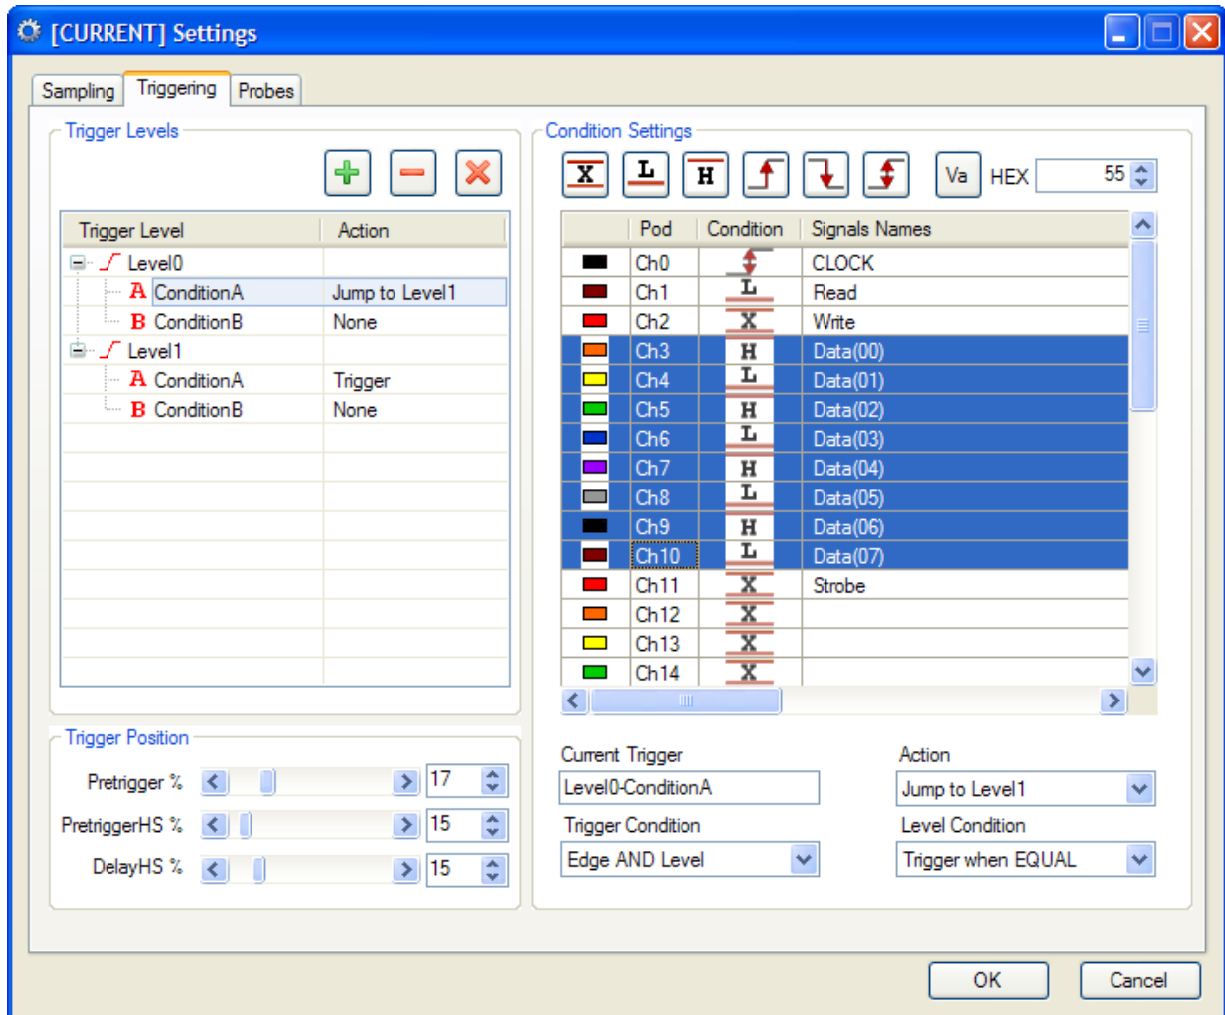 [CURRENT] Settings
Sampling Triggering Probes
Trigger Levels
Trigger Level Action
Level0
A ConditionA Jump to Level1
B ConditionB None
Level1
A ConditionA Trigger
B ConditionB None
Trigger Position
Pretrigger % 17
PretriggerHS % 15
DelayHS % 15
Condition Settings
X L H Va HEX 55
Pod Condition Signals Names
Ch0 CLOCK
Ch1 L Read
Ch2 X Write
Ch3 H Data(00)
Ch4 L Data(01)
Ch5 H Data(02)
Ch6 L Data(03)
Ch7 H Data(04)
Ch8 L Data(05)
Ch9 H Data(06)
Ch10 L Data(07)
Ch11 X Strobe
Ch12 X
Ch13 X
Ch14 X
Current Trigger Action
Level0-ConditionA Jump to Level1
Trigger Condition Level Condition
Edge AND Level Trigger when EQUAL
OK Cancel